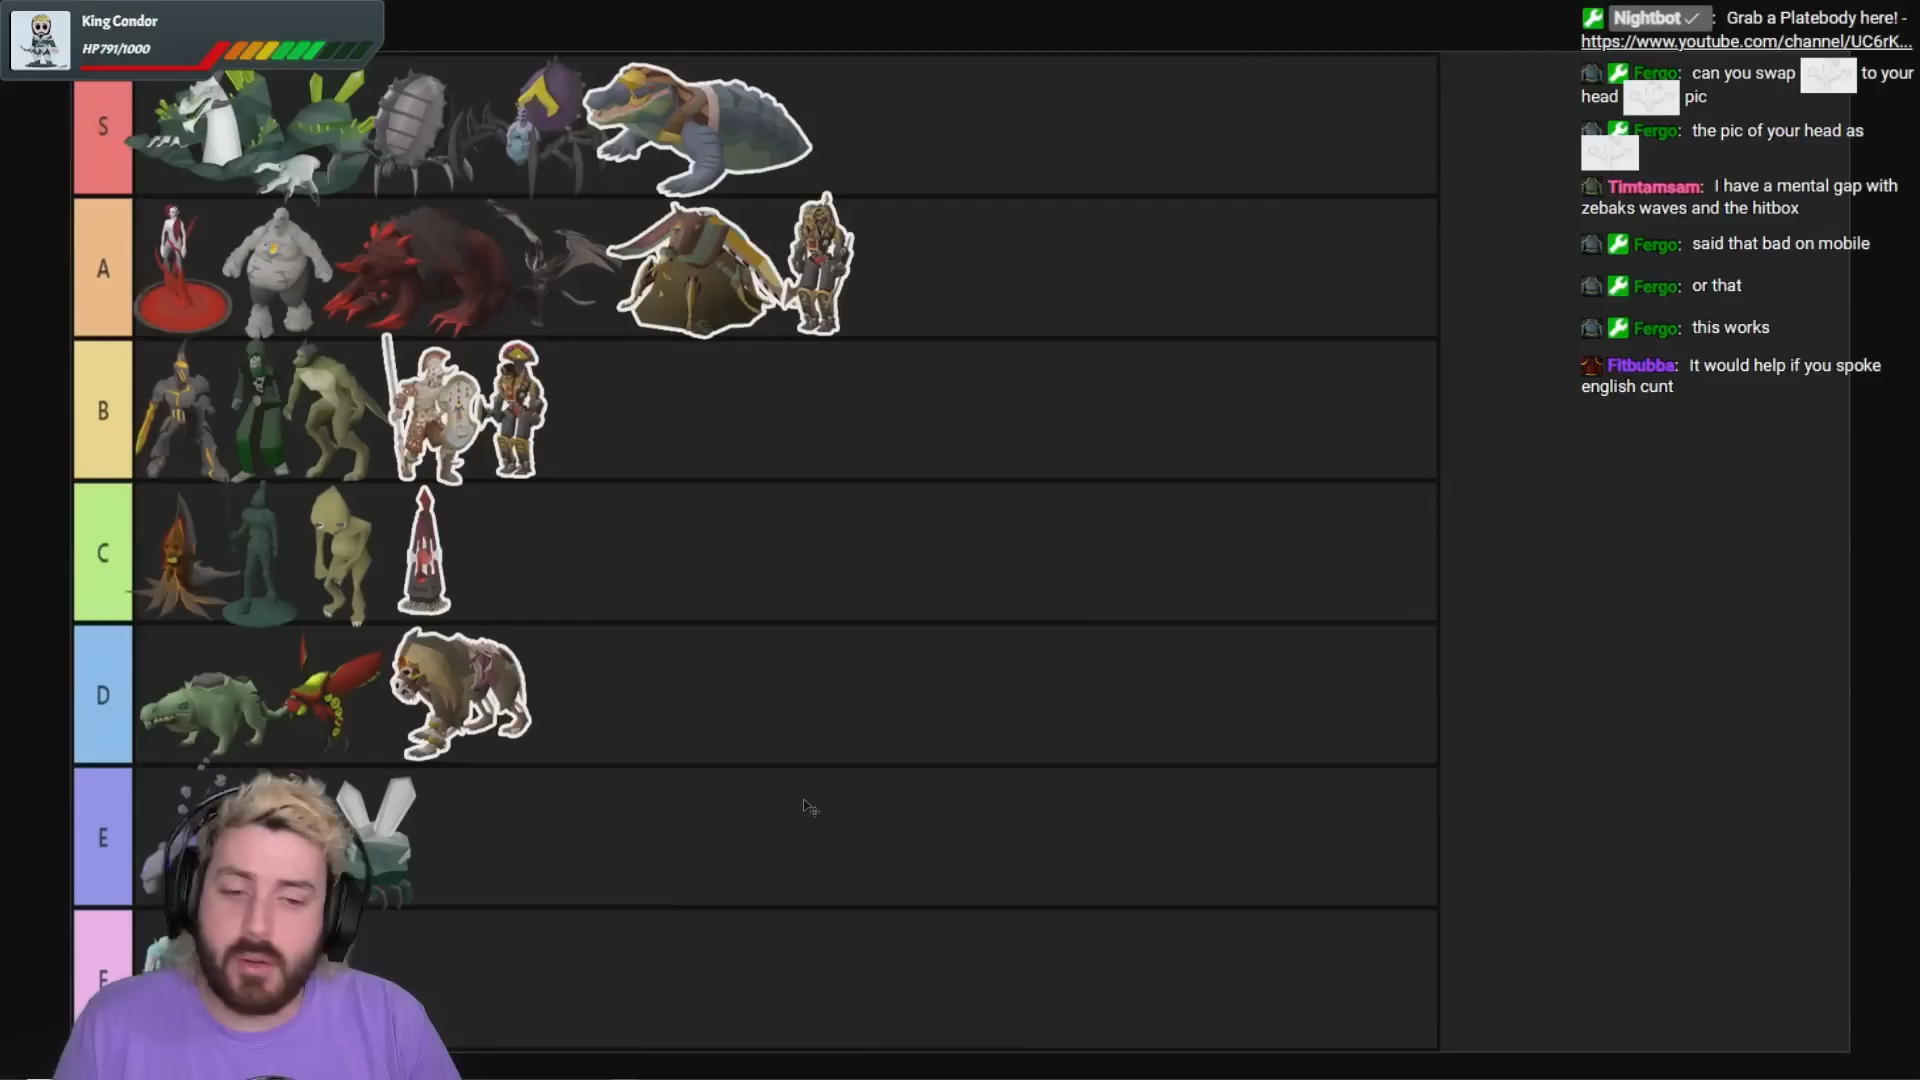 King Condor
HP 791/1000
S
A
B
C
D
E
F
Nightbot : Grab a Platebody here! -
https://www.youtube.com/channel/UC6rK...
Fergo: can you swap to your
head pic
Fergo: the pic of your head as
Timtamsam: I have a mental gap with
zebaks waves and the hitbox
Fergo: said that bad on mobile
Fergo: or that
Fergo: this works
Fitbubba: It would help if you spoke
english cunt